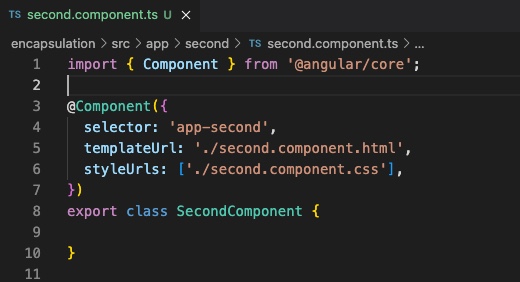 TS second.component.ts U ×
encapsulation > src > app > second > TS second.component.ts > ...
1 import { Component } from '@angular/core';
2
3 @Component({
4   selector: 'app-second',
5   templateUrl: './second.component.html',
6   styleUrls: ['./second.component.css'],
7 })
8 export class SecondComponent {
9
10 }
11